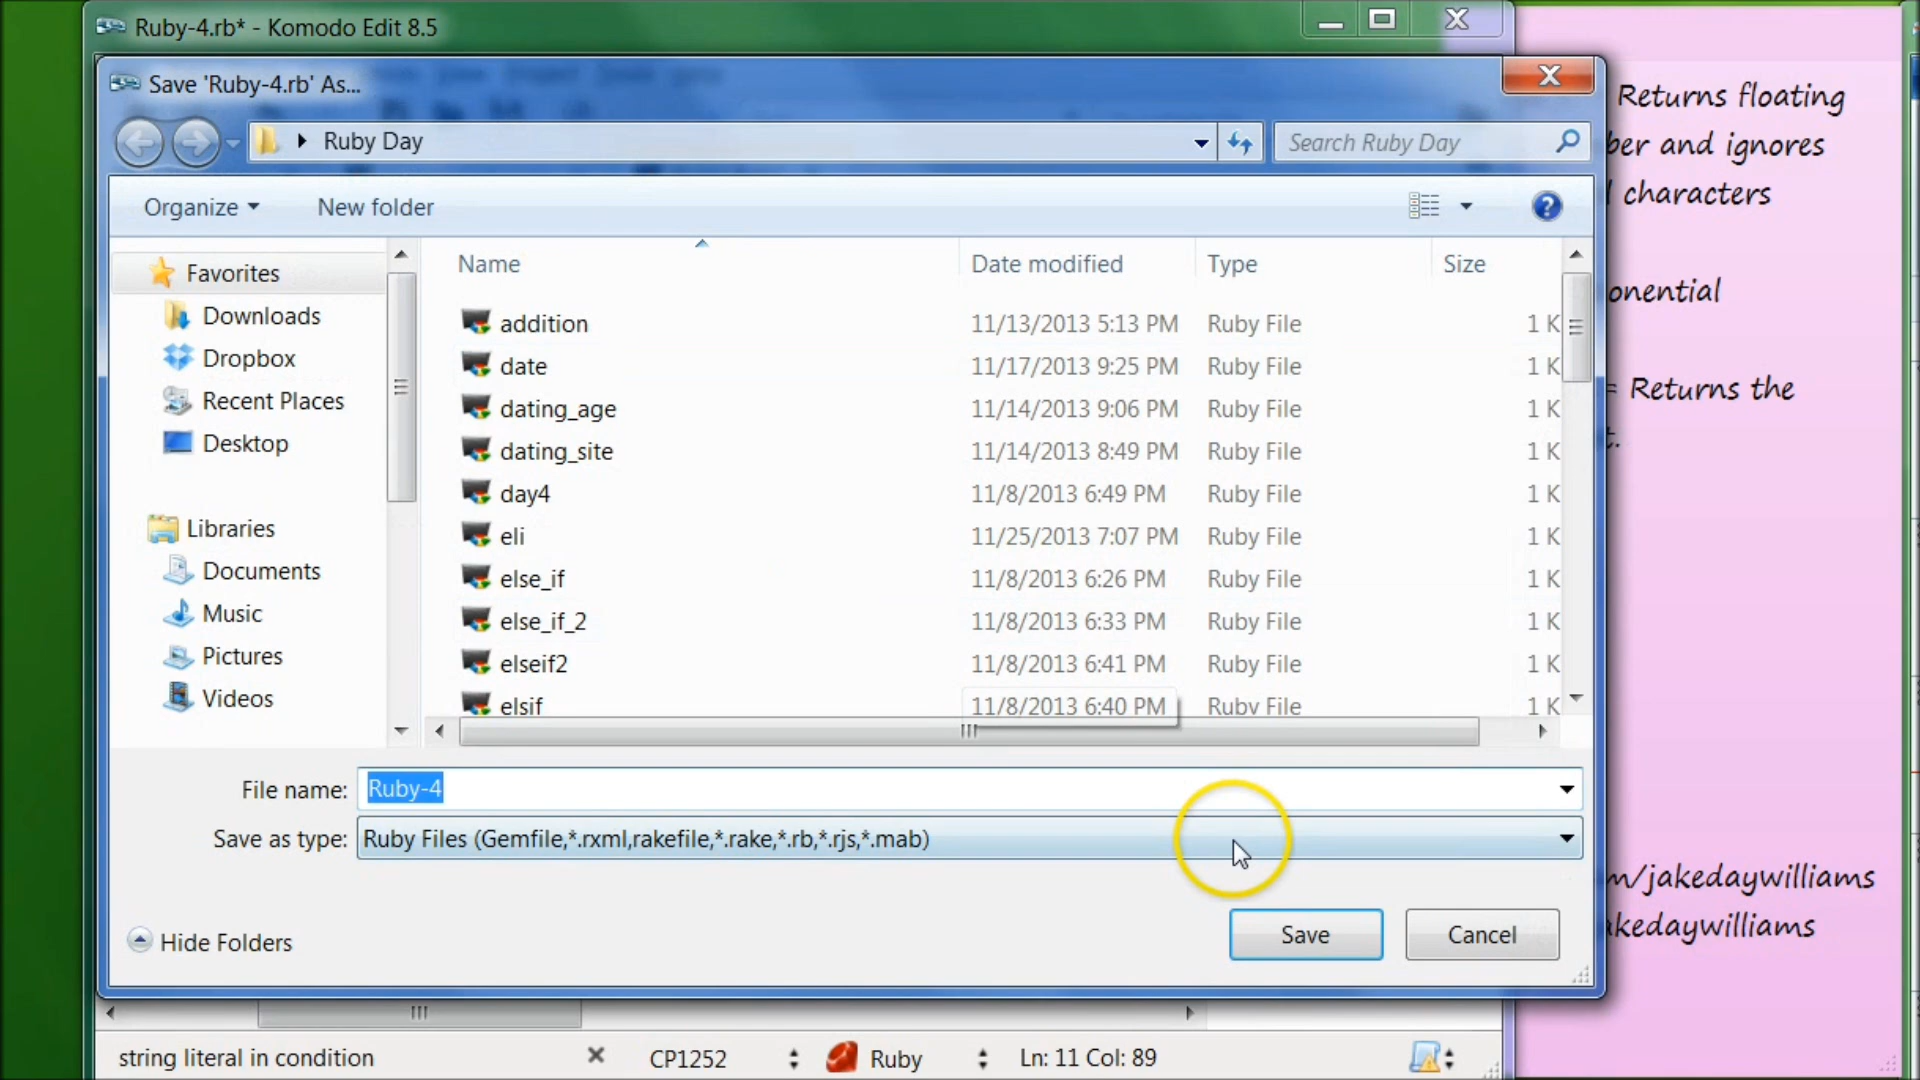 Ruby-4.rb* - Komodo Edit 8.5
Save 'Ruby-4.rb' As...
Ruby Day
Search Ruby Day
Organize
New folder
Name
Date modified
Type
Size
Favorites
Downloads
Dropbox
Recent Places
Desktop
Libraries
Documents
Music
Pictures
Videos
addition 11/13/2013 5:13 PM Ruby File 1 K
date 11/17/2013 9:25 PM Ruby File 1 K
dating_age 11/14/2013 9:06 PM Ruby File 1 K
dating_site 11/14/2013 8:49 PM Ruby File 1 K
day4 11/8/2013 6:49 PM Ruby File 1 K
eli 11/25/2013 7:07 PM Ruby File 1 K
else_if 11/8/2013 6:26 PM Ruby File 1 K
else_if_2 11/8/2013 6:33 PM Ruby File 1 K
elseif2 11/8/2013 6:41 PM Ruby File 1 K
elsif 11/8/2013 6:40 PM Ruby File 1 K
File name: Ruby-4
Save as type: Ruby Files (Gemfile,*.rxml,rakefile,*.rake,*.rb,*.rjs,*.mab)
Hide Folders
Save
Cancel
string literal in condition
CP1252
Ruby
Ln: 11 Col: 89
Returns floating
ber and ignores
l characters
onential
= Returns the
t.
m/jakedaywilliams
akedaywilliams